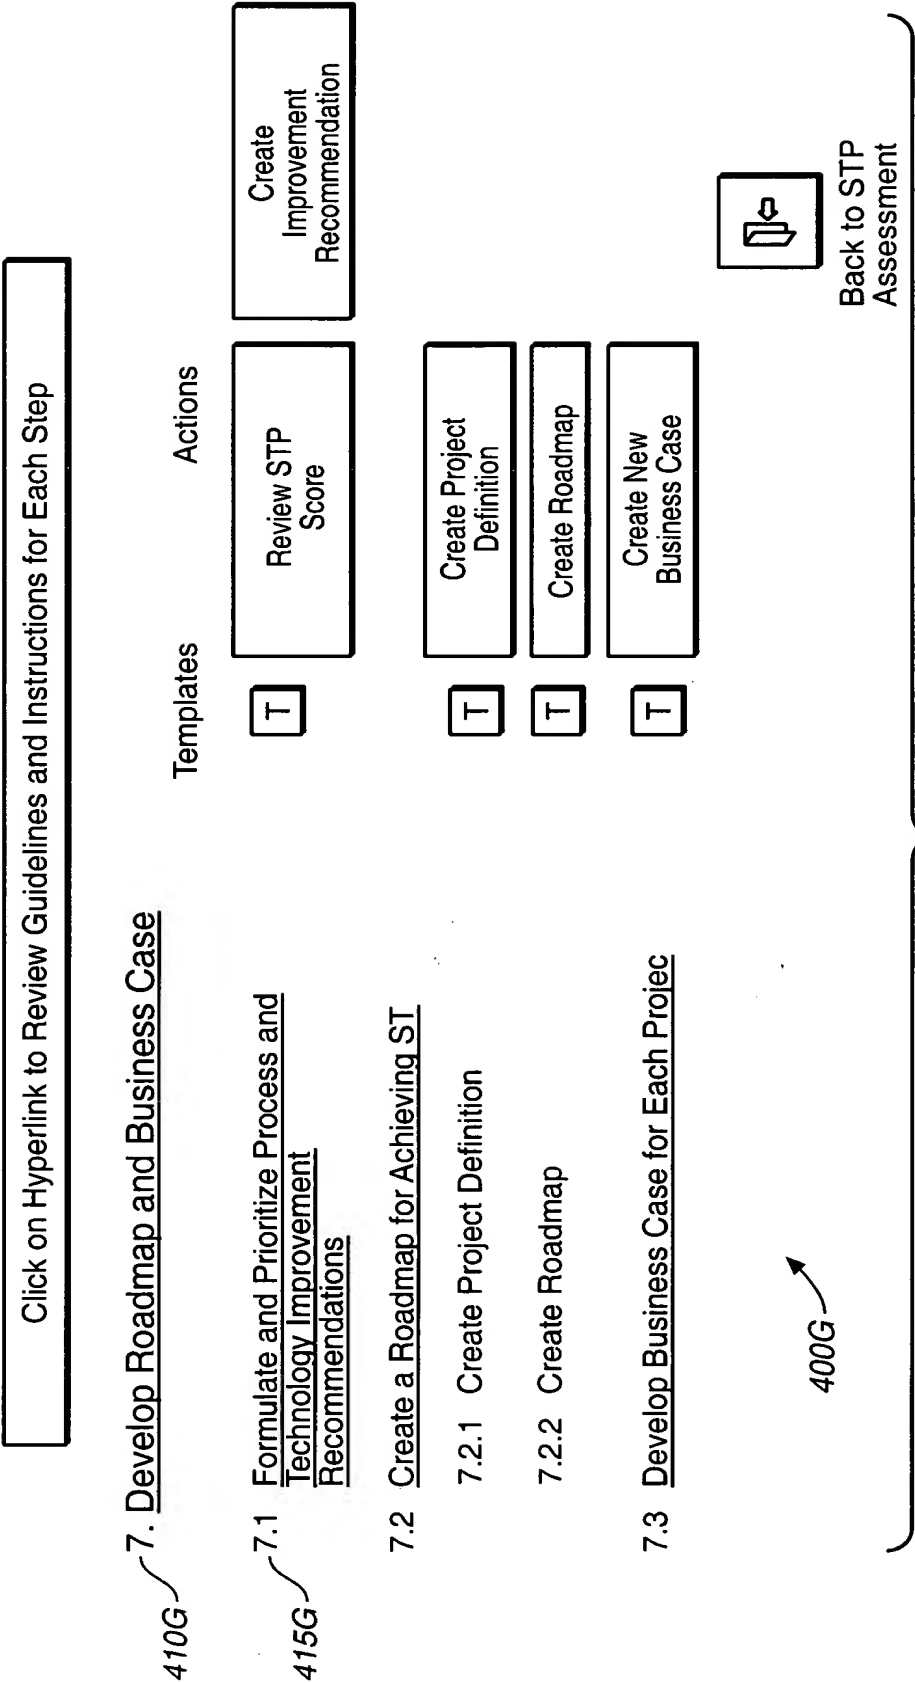 Click on Hyperlink to Review Guidelines and Instructions for Each Step
Templates
Actions
410G
7. Develop Roadmap and Business Case
415G
7.1 Formulate and Prioritize Process and
Technology Improvement
Recommendations
T
Review STP
Score
Create
Improvement
Recommendation
7.2 Create a Roadmap for Achieving ST
7.2.1 Create Project Definition
T
Create Project
Definition
7.2.2 Create Roadmap
T
Create Roadmap
7.3 Develop Business Case for Each Projec
T
Create New
Business Case
400G
Back to STP
Assessment